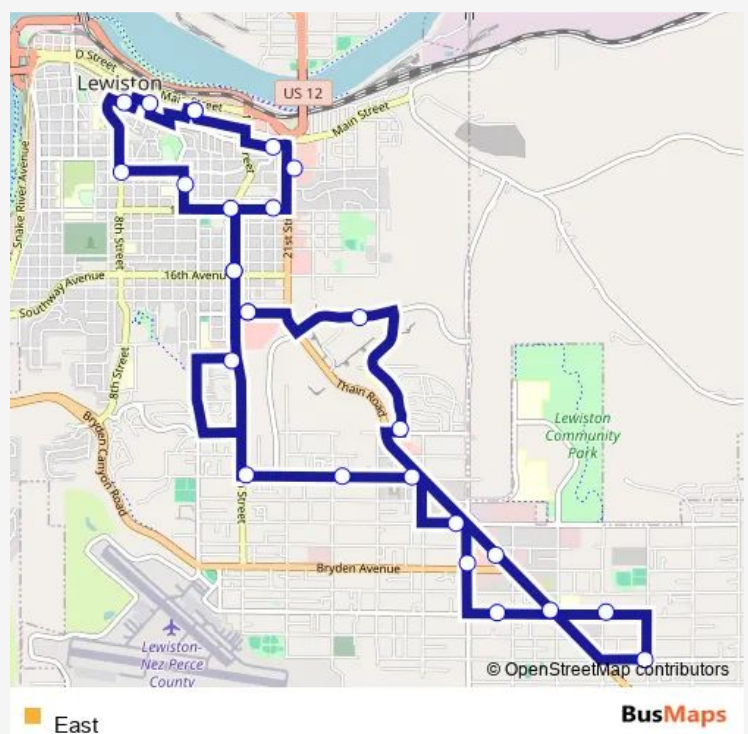 D Street
Lewiston
Main Street
US 12
Main Street
Snake River Avenue
8th Street
21st Str
16th Avenu
Southway Avenue
8th Street
Thain Road
Lewiston
Community
Park
Bryden Canyon Road
Street
Bryden Avenue
Lewiston-
Nez Perce
County
© OpenStreetMap contributors
East
BusMaps